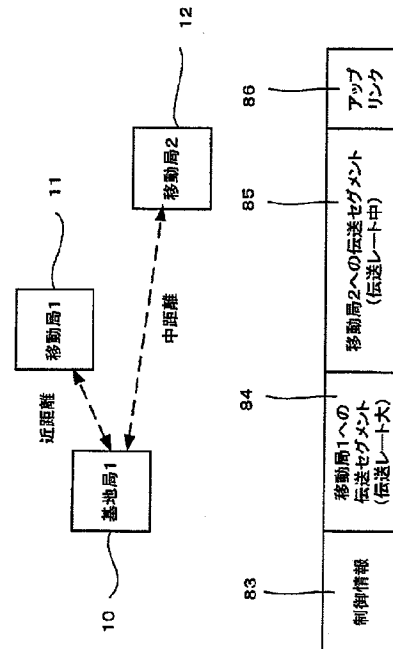 基地局1
10
近距離
移動局1
11
中距離
移動局2
12
83
84
85
86
制御情報
移動局1への
伝送セグメント
(伝送レート大)
移動局2への伝送セグメント
(伝送レート中)
アップ
リンク